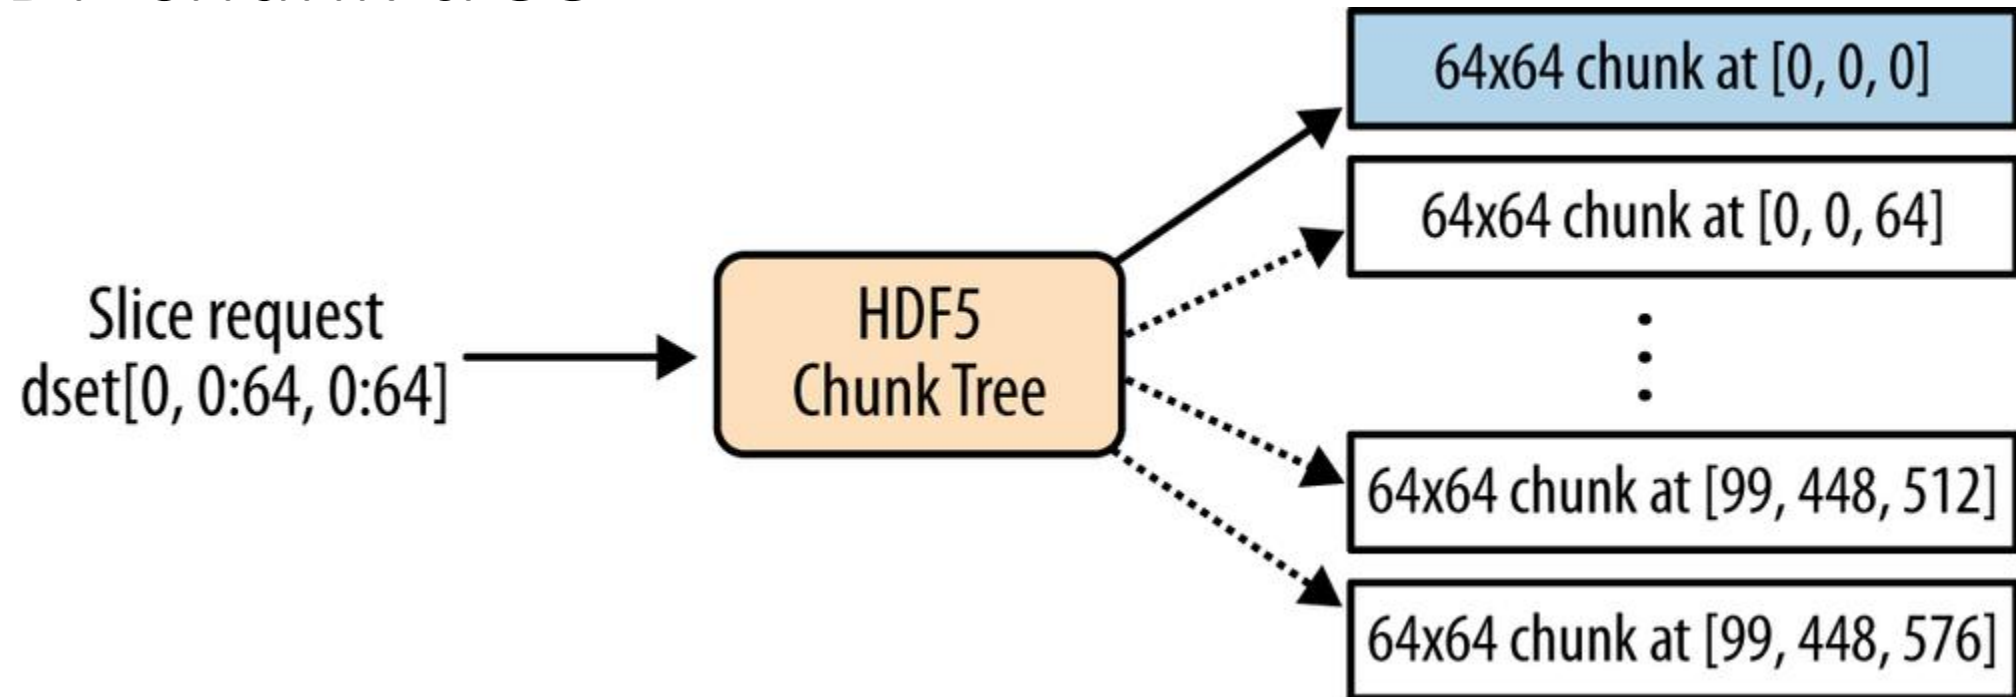 64x64 chunk at [0, 0, 0]
64x64 chunk at [0, 0, 64]
Slice request
dset[0, 0:64, 0:64]
HDF5
Chunk Tree
64x64 chunk at [99, 448, 512]
64x64 chunk at [99, 448, 576]